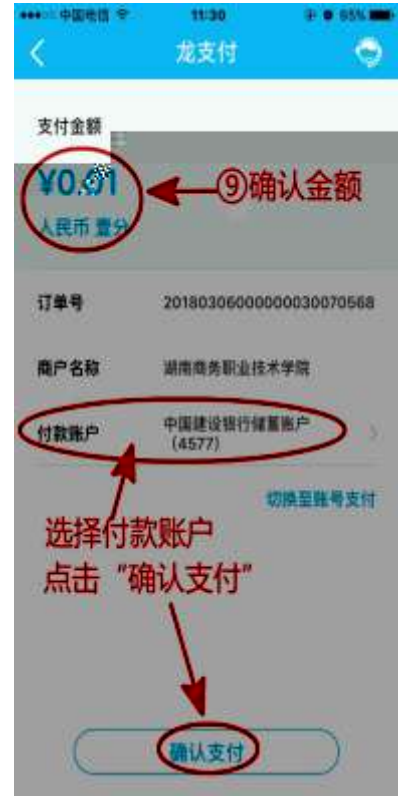 中国电信 11:30 65%
龙支付
支付金额
¥0.01
⑨确认金额
人民币 壹分
订单号 20180306000000030070568
商户名称 湖南商务职业技术学院
付款账户 中国建设银行储蓄账户
(4577)
切换至账号支付
选择付款账户
点击“确认支付”
确认支付